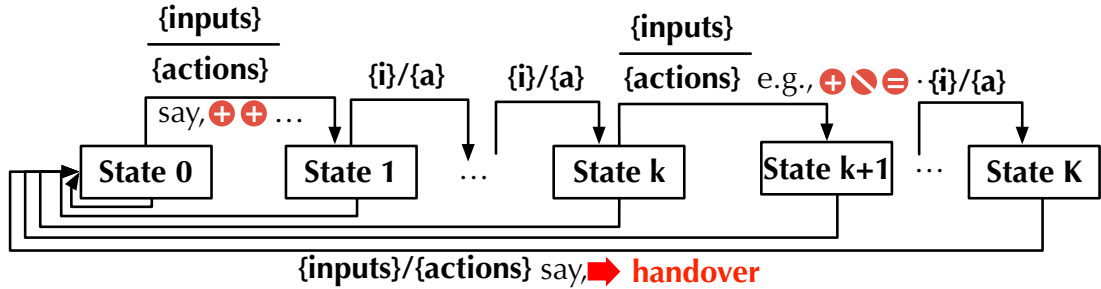 {inputs}
{actions}
say, + + ...
{i}/{a}
{i}/{a}
{inputs}
{actions} e.g., + \ = · {i}/{a}
State 0
State 1
...
State k
State k+1
...
State K
{inputs}/{actions} say, handover